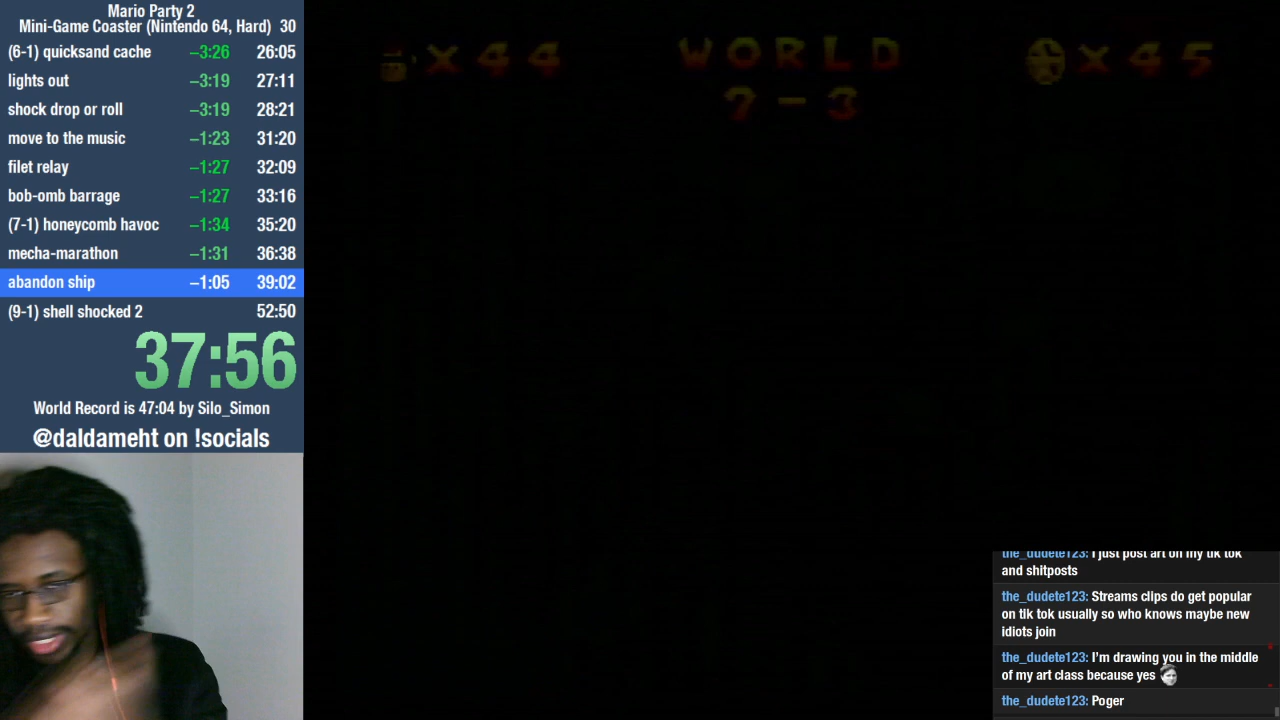 Mario Party 2
Mini-Game Coaster (Nintendo 64, Hard) 30
(6-1) quicksand cache −3:26 26:05
lights out −3:19 27:11
shock drop or roll −3:19 28:21
move to the music −1:23 31:20
filet relay −1:27 32:09
bob-omb barrage −1:27 33:16
(7-1) honeycomb havoc −1:34 35:20
mecha-marathon −1:31 36:38
abandon ship −1:05 39:02
(9-1) shell shocked 2 52:50
37:56
World Record is 47:04 by Silo_Simon
@daldameht on !socials
×44 WORLD ×45
7-3
the_dudete123: I just post art on my tik tok
and shitposts
the_dudete123: Streams clips do get popular
on tik tok usually so who knows maybe new
idiots join
the_dudete123: I'm drawing you in the middle
of my art class because yes
the_dudete123: Poger